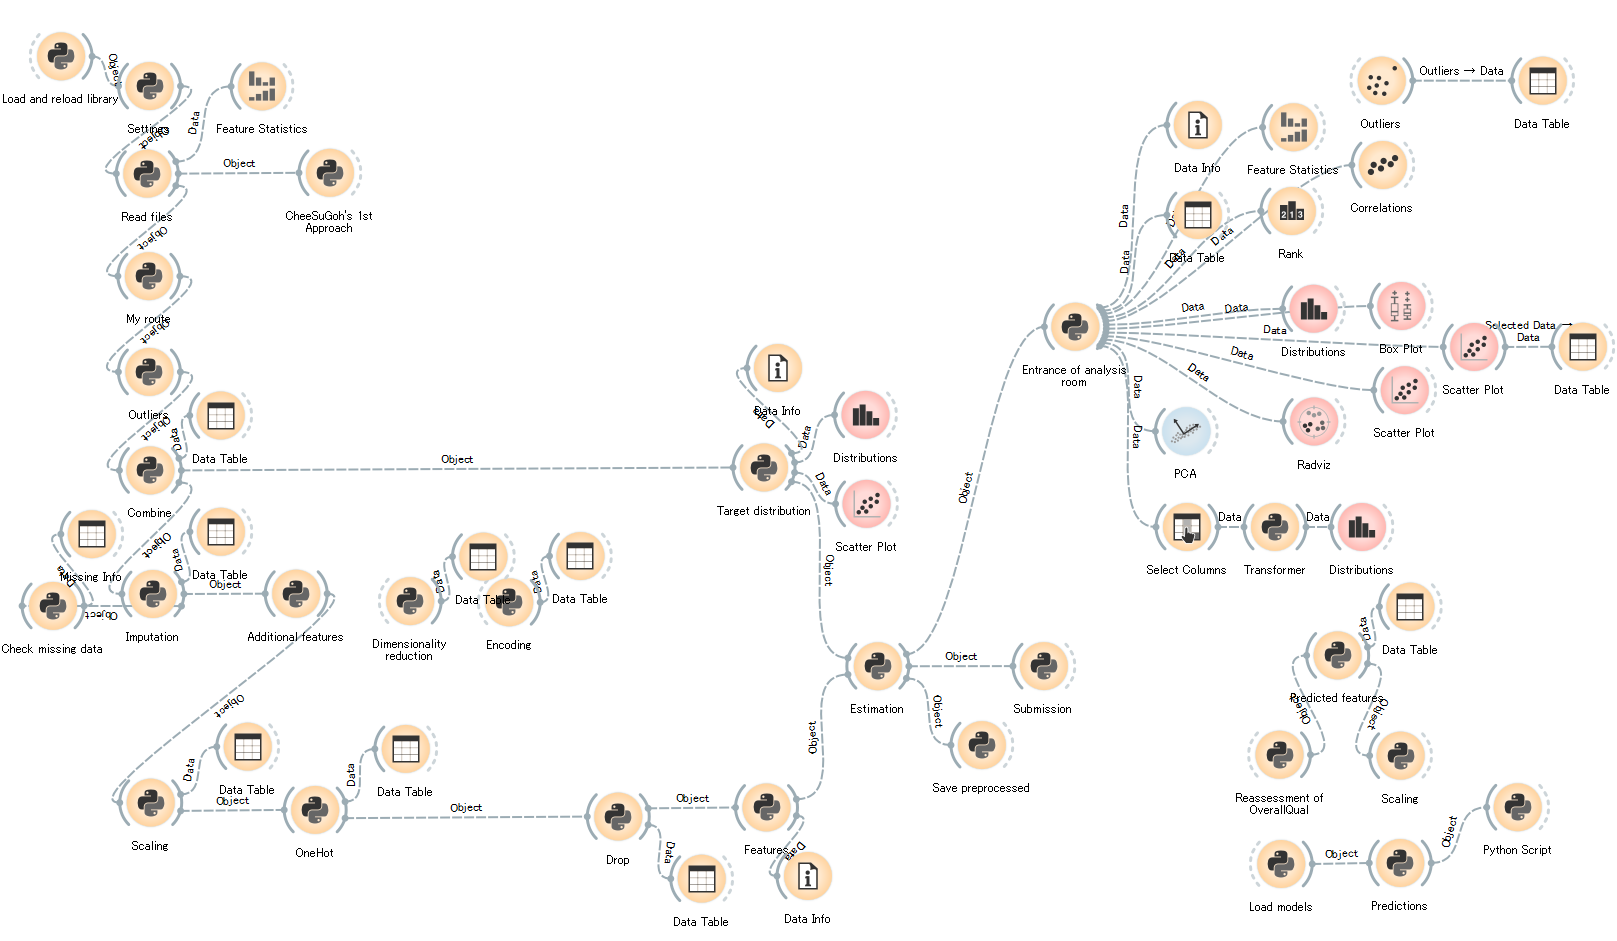 Object
Load and reload library
Settings
Object
Data
Feature Statistics
Object
Read files
CheeSuGoh's 1st
Approach
Object
My route
Object
Outliers
Object
Data
Data Table
Combine
Object
Missing Info
Data
Object
Data
Data Table
Object
Object
Check missing data
Imputation
Additional features
Data
Data Table
Dimensionality
reduction
Data
Data Table
Encoding
Object
Scaling
Data
Data Table
Object
OneHot
Data
Data Table
Object
Drop
Data
Data Table
Object
Features
Data
Data Info
Object
Target distribution
Data
Data Info
Data
Distributions
Data
Scatter Plot
Object
Estimation
Object
Submission
Object
Save preprocessed
Object
Entrance of analysis
room
Data
Data Info
Data
Data Table
Data
Feature Statistics
Data
Rank
Correlations
Outliers
Outliers → Data
Data Table
Data
Data
Distributions
Box Plot
Data
Scatter Plot
Selected Data →
Data
Data Table
Data
Scatter Plot
Data
Radviz
Data
PCA
Data
Select Columns
Data
Transformer
Data
Distributions
Data
Data Table
Predicted features
Object
Object
Reassessment of
OverallQual
Scaling
Load models
Object
Predictions
Object
Python Script